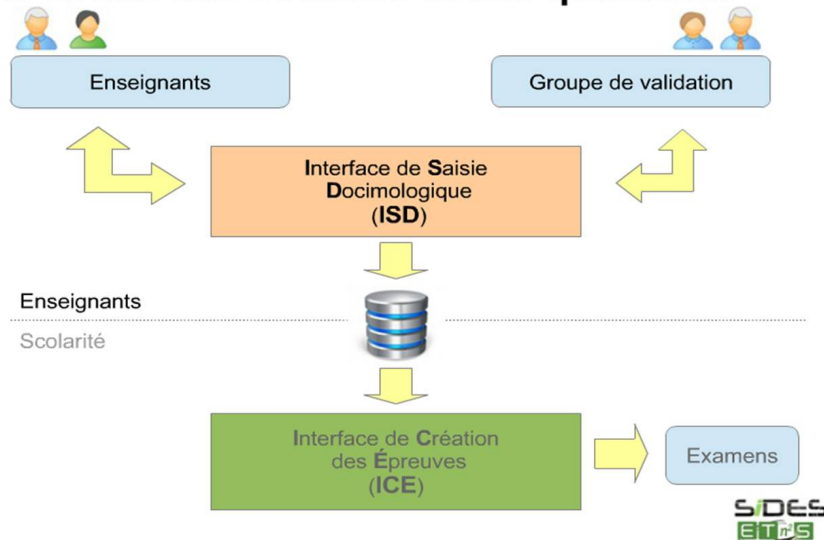 Enseignants
Groupe de validation
Interface de Saisie
Docimologique
(ISD)
Enseignants
Scolarité
Interface de Création
des Épreuves
(ICE)
Examens
SiDES